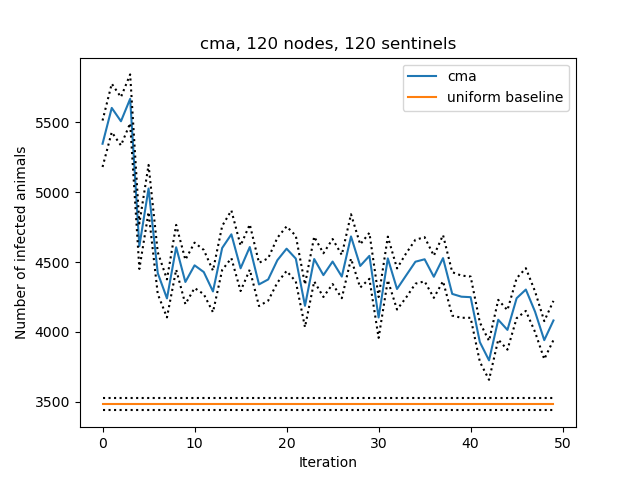 cma, 120 nodes, 120 sentinels
cma
uniform baseline
Number of infected animals
5500
5000
4500
4000
3500
0
10
20
30
40
50
Iteration